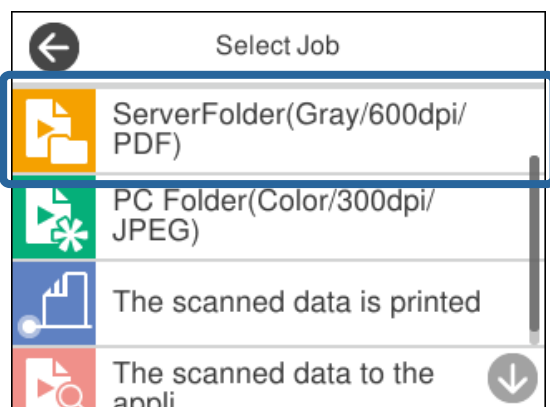 Select Job
ServerFolder(Gray/600dpi/
PDF)
PC Folder(Color/300dpi/
JPEG)
The scanned data is printed
The scanned data to the
appli...